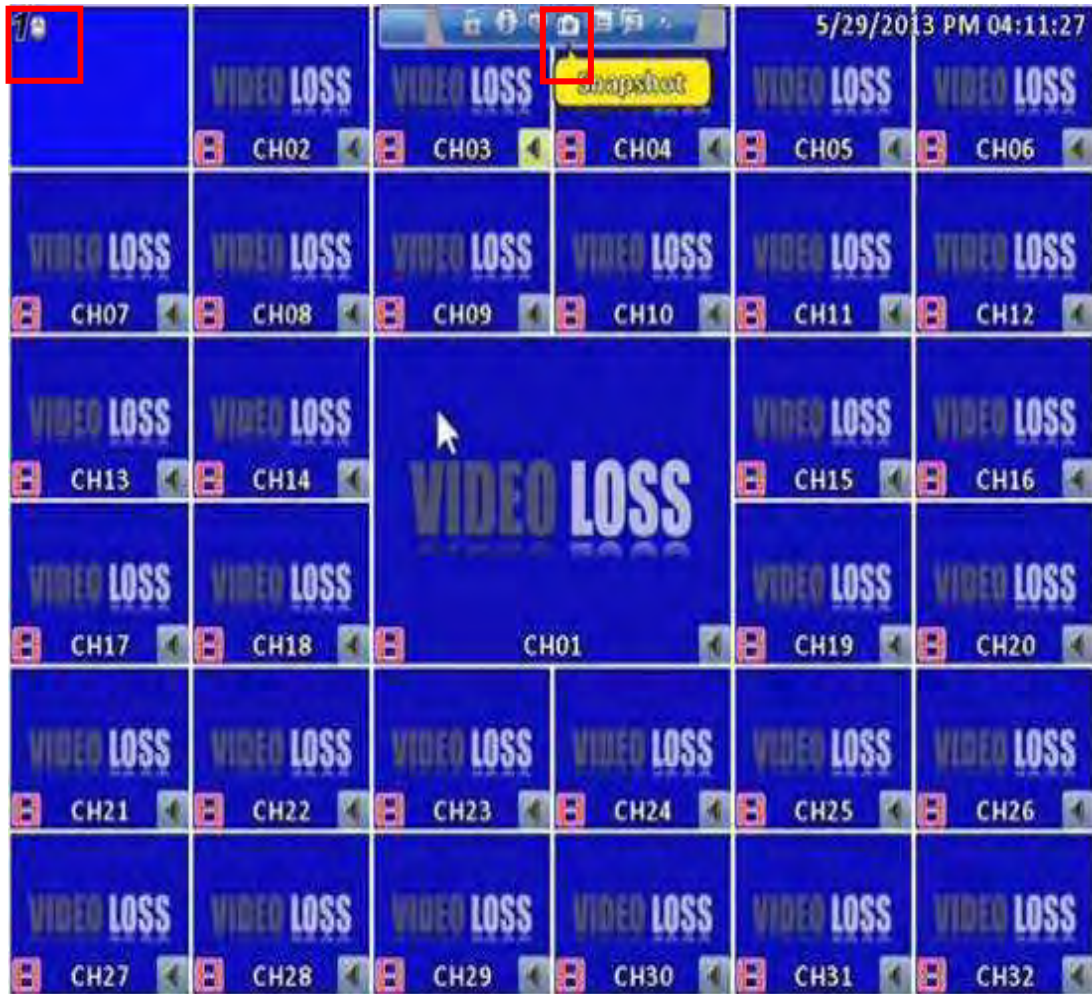 1
5/29/2013 PM 04:11:27
Snapshot
VIDEO LOSS VIDEO LOSS VIDEO LOSS VIDEO LOSS
CH02 CH03 CH04 CH05 CH06
VIDEO LOSS VIDEO LOSS VIDEO LOSS VIDEO LOSS VIDEO LOSS VIDEO LOSS
CH07 CH08 CH09 CH10 CH11 CH12
VIDEO LOSS VIDEO LOSS VIDEO LOSS VIDEO LOSS
CH13 CH14 CH15 CH16
VIDEO LOSS
VIDEO LOSS VIDEO LOSS VIDEO LOSS VIDEO LOSS
CH17 CH18 CH01 CH19 CH20
VIDEO LOSS VIDEO LOSS VIDEO LOSS VIDEO LOSS VIDEO LOSS VIDEO LOSS
CH21 CH22 CH23 CH24 CH25 CH26
VIDEO LOSS VIDEO LOSS VIDEO LOSS VIDEO LOSS VIDEO LOSS VIDEO LOSS
CH27 CH28 CH29 CH30 CH31 CH32